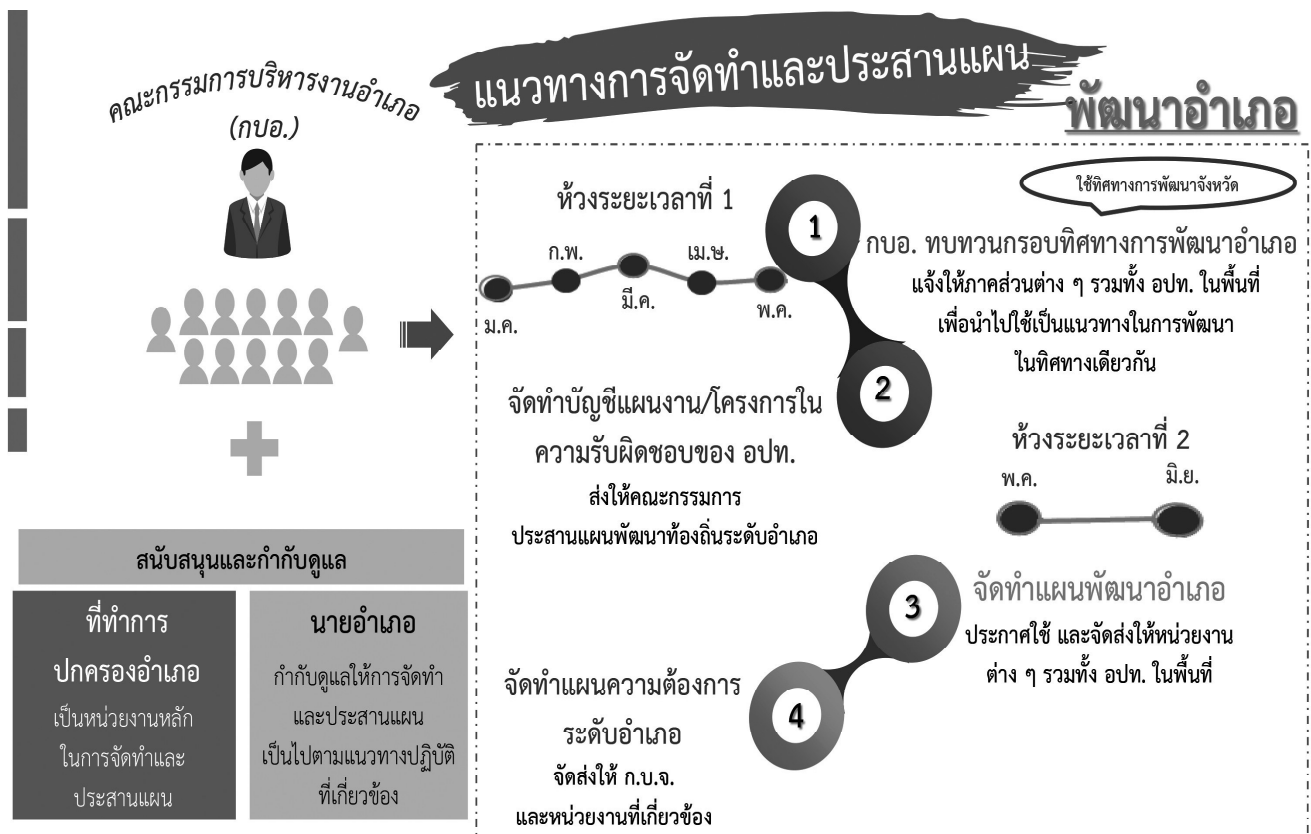 แนวทางการจัดทำและประสานแผน
พัฒนาอำเภอ
คณะกรรมการบริหารงานอำเภอ
(กบอ.)
สนับสนุนและกำกับดูแล
ที่ทำการ
ปกครองอำเภอ
เป็นหน่วยงานหลัก
ในการจัดทำและ
ประสานแผน
นายอำเภอ
กำกับดูแลให้การจัดทำ
และประสานแผน
เป็นไปตามแนวทางปฏิบัติ
ที่เกี่ยวข้อง
ห้วงระยะเวลาที่ 1
ม.ค.
ก.พ.
มี.ค.
เม.ษ.
พ.ค.
1
ใช้ทิศทางการพัฒนาจังหวัด
กบอ. ทบทวนกรอบทิศทางการพัฒนาอำเภอ
แจ้งให้ภาคส่วนต่าง ๆ รวมทั้ง อปท. ในพื้นที่
เพื่อนำไปใช้เป็นแนวทางในการพัฒนา
ในทิศทางเดียวกัน
2
จัดทำบัญชีแผนงาน/โครงการใน
ความรับผิดชอบของ อปท.
ส่งให้คณะกรรมการ
ประสานแผนพัฒนาท้องถิ่นระดับอำเภอ
ห้วงระยะเวลาที่ 2
พ.ค.
มิ.ย.
3
จัดทำแผนพัฒนาอำเภอ
ประกาศใช้ และจัดส่งให้หน่วยงาน
ต่าง ๆ รวมทั้ง อปท. ในพื้นที่
4
จัดทำแผนความต้องการ
ระดับอำเภอ
จัดส่งให้ ก.บ.จ.
และหน่วยงานที่เกี่ยวข้อง